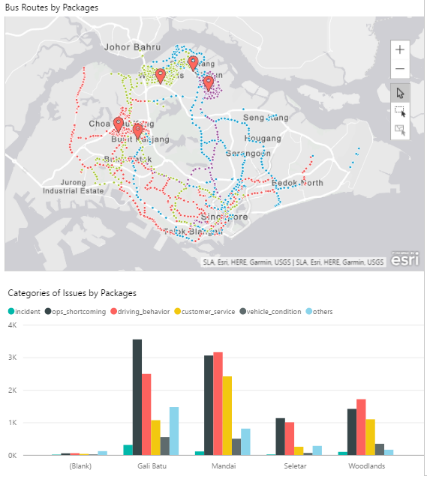 Bus Routes by Packages
Johor Bahru
Choa
Seng
Hougang
Serangoon
Jurong
Industrial Estate
Bedok North
Singapore
SLA, Esri, HERE, Garmin, USGS | SLA, Esri, HERE, Garmin, USGS
esri
Categories of Issues by Packages
incident ops_shortcoming driving_behavior customer_service vehicle_condition others
4K
3K
2K
1K
0K
(Blank) Gali Batu Mandai Seletar Woodlands